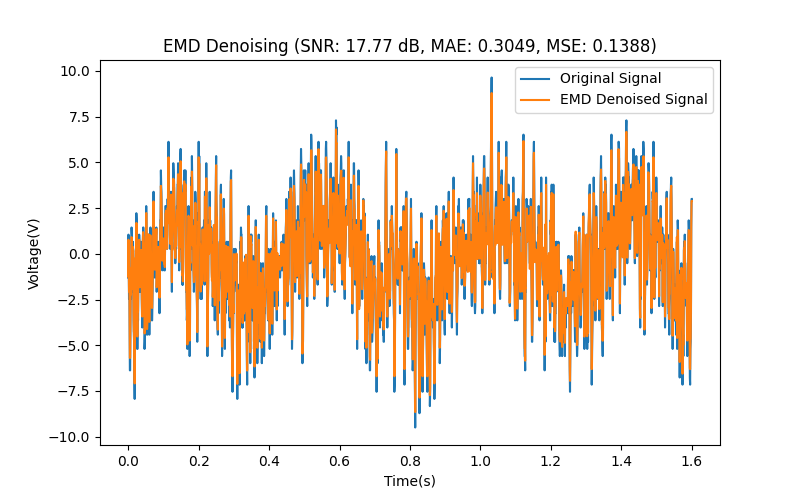 EMD Denoising (SNR: 17.77 dB, MAE: 0.3049, MSE: 0.1388)
Original Signal
EMD Denoised Signal
10.0
7.5
5.0
2.5
0.0
−2.5
−5.0
−7.5
−10.0
Voltage(V)
0.0 0.2 0.4 0.6 0.8 1.0 1.2 1.4 1.6
Time(s)